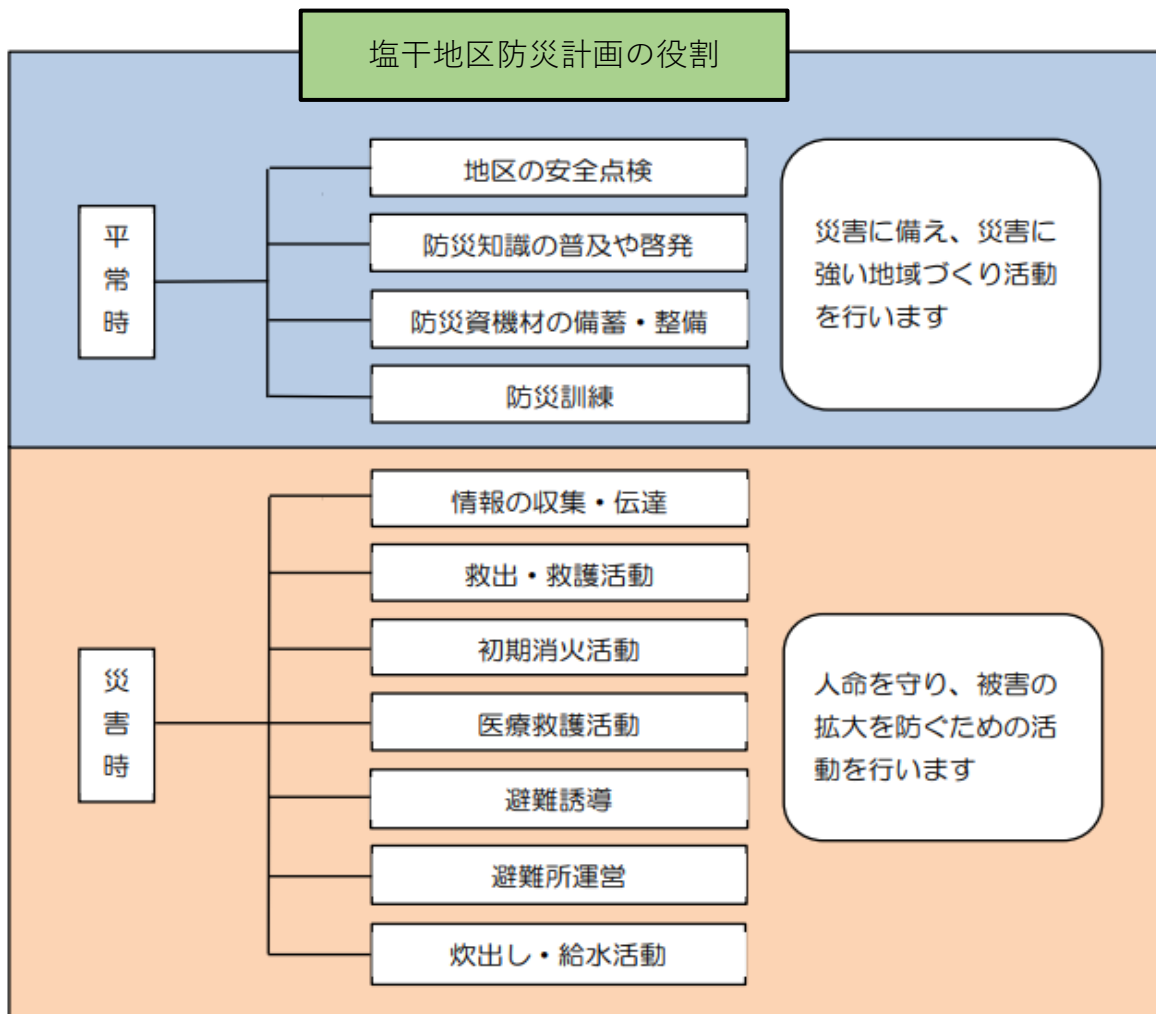 塩干地区防災計画の役割
平常時
地区の安全点検
防災知識の普及や啓発
防災資機材の備蓄・整備
防災訓練
災害に備え、災害に
強い地域づくり活動
を行います
災害時
情報の収集・伝達
救出・救護活動
初期消火活動
医療救護活動
避難誘導
避難所運営
炊出し・給水活動
人命を守り、被害の
拡大を防ぐための活
動を行います